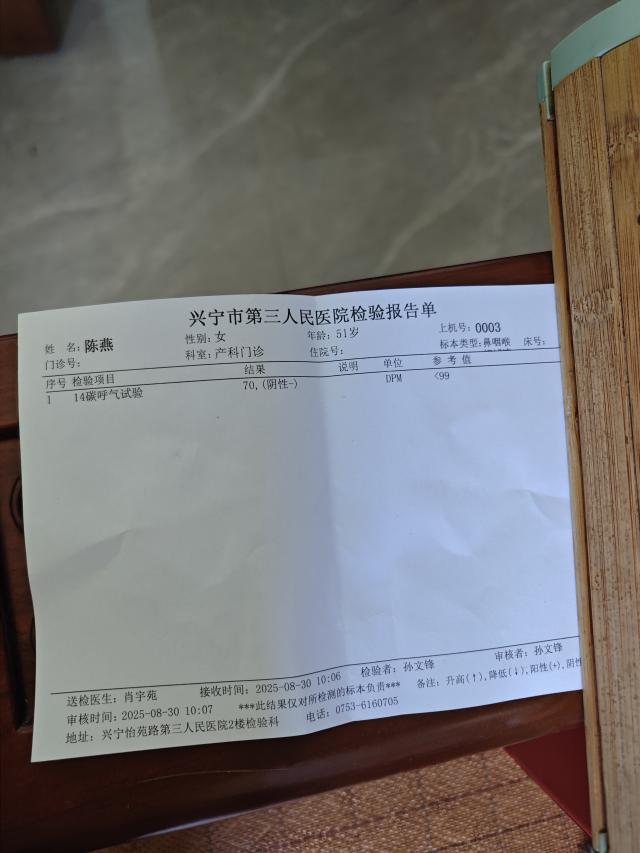 兴宁市第三人民医院检验报告单
姓 名：陈燕 性别：女 年龄：51岁 上机号：0003
门诊号： 科室：产科门诊 住院号： 标本类型：鼻咽喉 床号：
序号 检验项目 结果 说明 单位 参 考 值
1 14碳呼气试验 70,(阴性-) DPM <99
送检医生：肖宇苑 接收时间：2025-08-30 10:06 检验者：孙文锋 审核者：孙文锋
审核时间：2025-08-30 10:07 ***此结果仅对所检测的标本负责*** 备注：升高(↑),降低(↓),阳性(+),阴性
地址：兴宁怡苑路第三人民医院2楼检验科 电话：0753-6160705